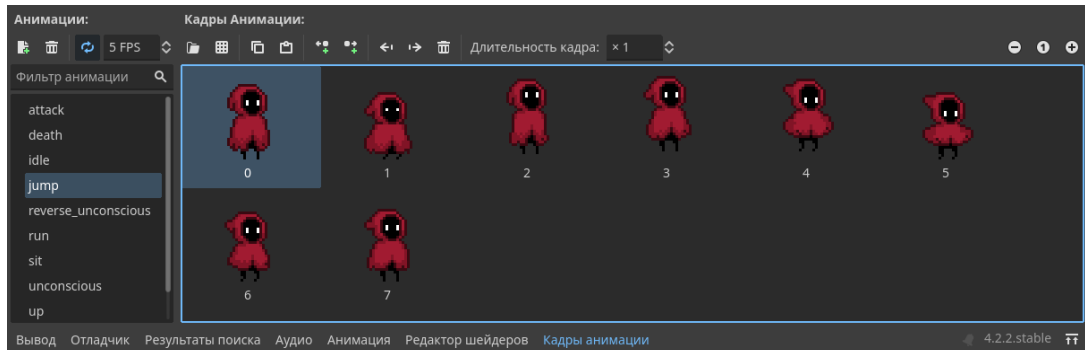 Анимации:
Кадры Анимации:
5 FPS
Длительность кадра:
× 1
1
Фильтр анимации
attack
death
idle
jump
reverse_unconscious
run
sit
unconscious
up
0
1
2
3
4
5
6
7
Вывод Отладчик Результаты поиска Аудио Анимация Редактор шейдеров Кадры анимации
4.2.2.stable